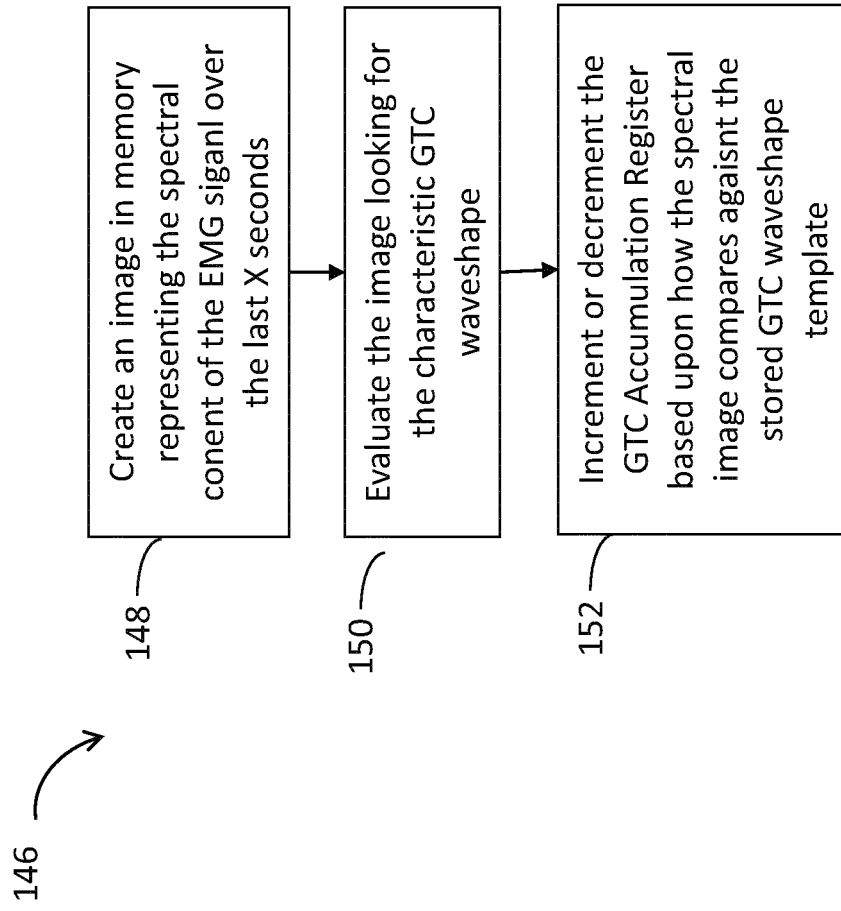 146
148
Create an image in memory
representing the spectral
conent of the EMG siganl over
the last X seconds
150
Evaluate the image looking for
the characteristic GTC
waveshape
152
Increment or decrement the
GTC Accumulation Register
based upon how the spectral
image compares agaisnt the
stored GTC waveshape
template